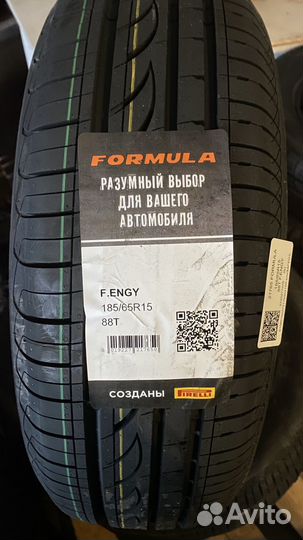 FORMULA
РАЗУМНЫЙ ВЫБОР
ДЛЯ ВАШЕГО
АВТОМОБИЛЯ
F.ENGY
185/65R15
88T
СОЗДАНЫ
PIRELLI
Avito